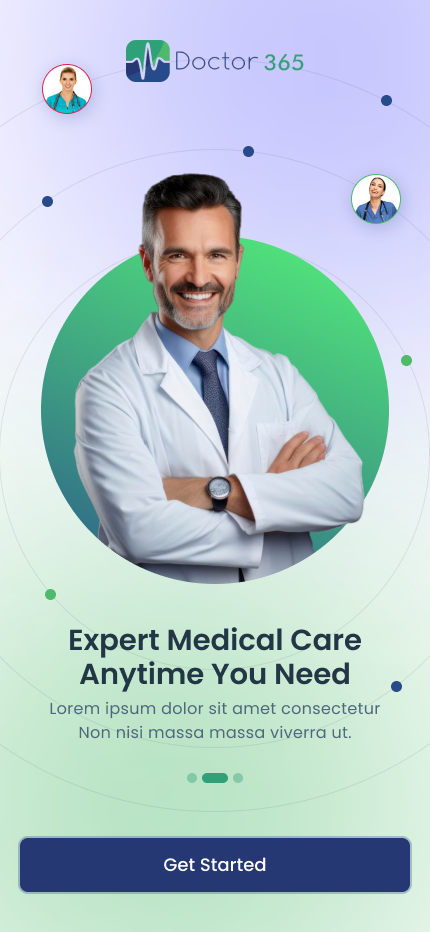 Doctor 365
Expert Medical Care
Anytime You Need
Lorem ipsum dolor sit amet consectetur
Non nisi massa massa viverra ut.
Get Started